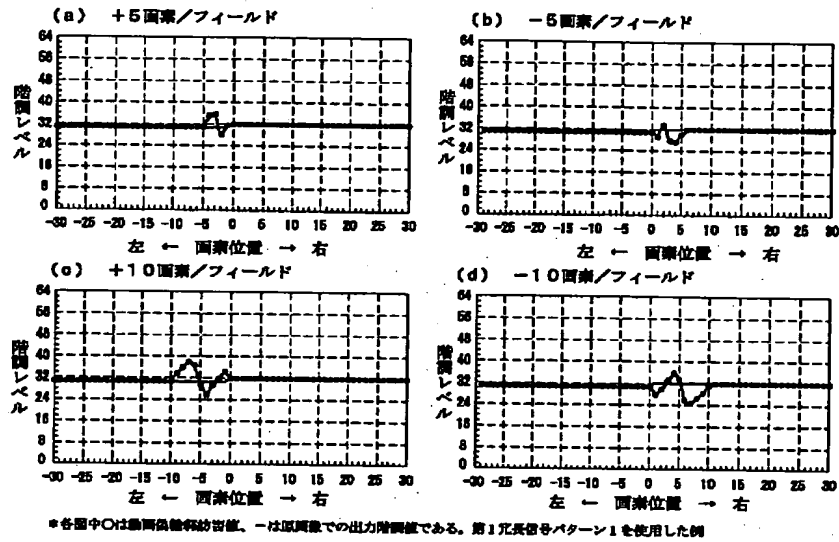 (a) +5画素/フィールド
64
56
48
40
32
24
16
8
0
階調レベル
-30 -25 -20 -15 -10 -5 0 5 10 15 20 25 30
左 ← 画素位置 → 右
(b) -5画素/フィールド
64
56
48
40
32
24
16
8
0
階調レベル
-30 -25 -20 -15 -10 -5 0 5 10 15 20 25 30
左 ← 画素位置 → 右
(c) +10画素/フィールド
64
56
48
40
32
24
16
8
0
階調レベル
-30 -25 -20 -15 -10 -5 0 5 10 15 20 25 30
左 ← 画素位置 → 右
(d) -10画素/フィールド
64
56
48
40
32
24
16
8
0
階調レベル
-30 -25 -20 -15 -10 -5 0 5 10 15 20 25 30
左 ← 画素位置 → 右
*各図中○は動画偽輪郭妨害値、-は原画像での出力階調値である。第1冗長信号パターン1を使用した例